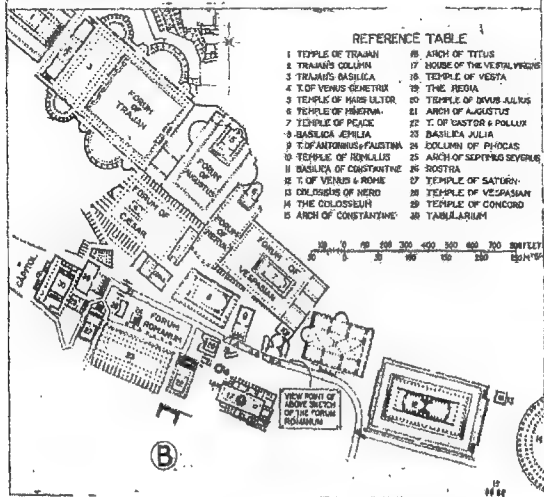 REFERENCE TABLE
1 TEMPLE OF TRAJAN
2 TRAJAN'S COLUMN
3 TRAJAN'S BASILICA
4 T. OF VENUS GENETRIX
5 TEMPLE OF MARS ULTOR
6 TEMPLE OF MINERVA
7 TEMPLE OF PEACE
8 BASILICA ÆMILIA
9 T. OF ANTONINUS & FAUSTINA
10 TEMPLE OF ROMULUS
11 BASILICA OF CONSTANTINE
12 T. OF VENUS & ROME
13 COLOSSUS OF NERO
14 THE COLOSSEUM
15 ARCH OF CONSTANTINE
16 ARCH OF TITUS
17 HOUSE OF THE VESTAL VIRGINS
18 TEMPLE OF VESTA
19 THE REGIA
20 TEMPLE OF DIVUS JULIUS
21 ARCH OF AUGUSTUS
22 T. OF CASTOR & POLLUX
23 BASILICA JULIA
24 COLUMN OF PHOCAS
25 ARCH OF SEPTIMUS SEVERUS
26 ROSTRA
27 TEMPLE OF SATURN
28 TEMPLE OF VESPASIAN
29 TEMPLE OF CONCORD
30 TABULARIUM
FORUM
OF
TRAJAN
FORUM
OF
AUGUSTUS
FORUM OF
CAESAR
FORUM
OF
NERVA
FORUM
OF
VESPASIAN
CAPITOL
FORUM
ROMANUM
VIEW POINT OF
ABOVE SKETCH
OF THE FORUM
ROMANUM
B